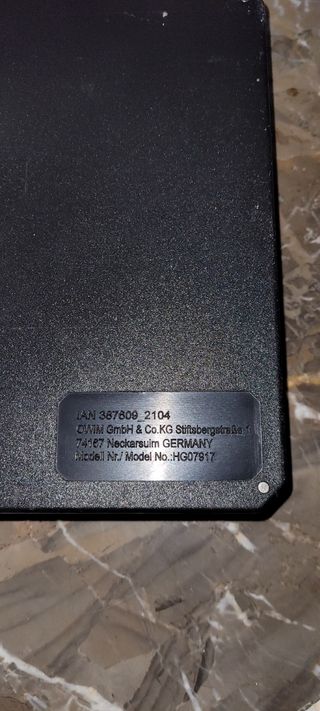 IAN 367609_2104
OWIM GmbH & Co.KG Stiftsbergstraße 1
74167 Neckarsulm GERMANY
Modell Nr./ Model No.:HG07917